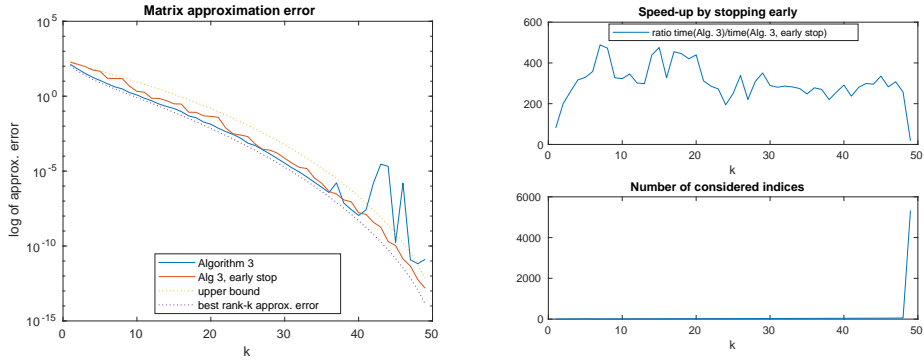 Matrix approximation error
log of approx. error
10^5
10^0
10^-5
10^-10
10^-15
0 10 20 30 40 50
k
Algorithm 3
Alg 3, early stop
upper bound
best rank-k approx. error
Speed-up by stopping early
ratio time(Alg. 3)/time(Alg. 3, early stop)
600
400
200
0
0 10 20 30 40 50
k
Number of considered indices
6000
4000
2000
0
0 10 20 30 40 50
k